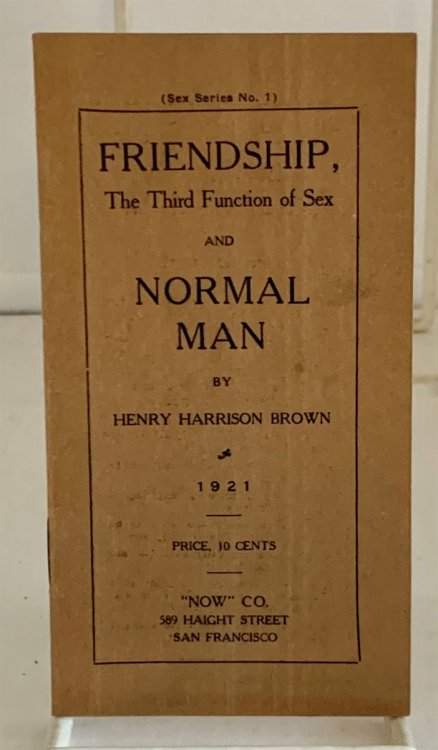 (Sex Series No. 1)
FRIENDSHIP,
The Third Function of Sex
AND
NORMAL
MAN
BY
HENRY HARRISON BROWN
1921
PRICE, 10 CENTS
"NOW" CO.
589 HAIGHT STREET
SAN FRANCISCO